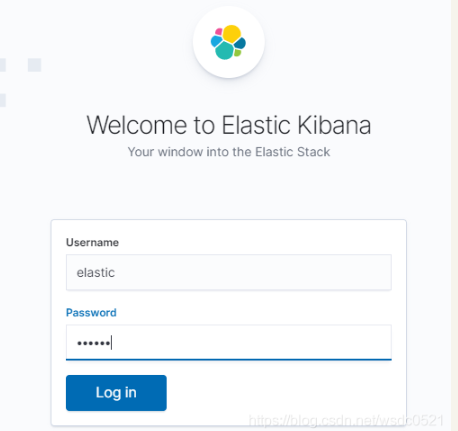 Welcome to Elastic Kibana
Your window into the Elastic Stack
Username
elastic
Password
••••••
Log in
https://blog.csdn.net/wsdc0521